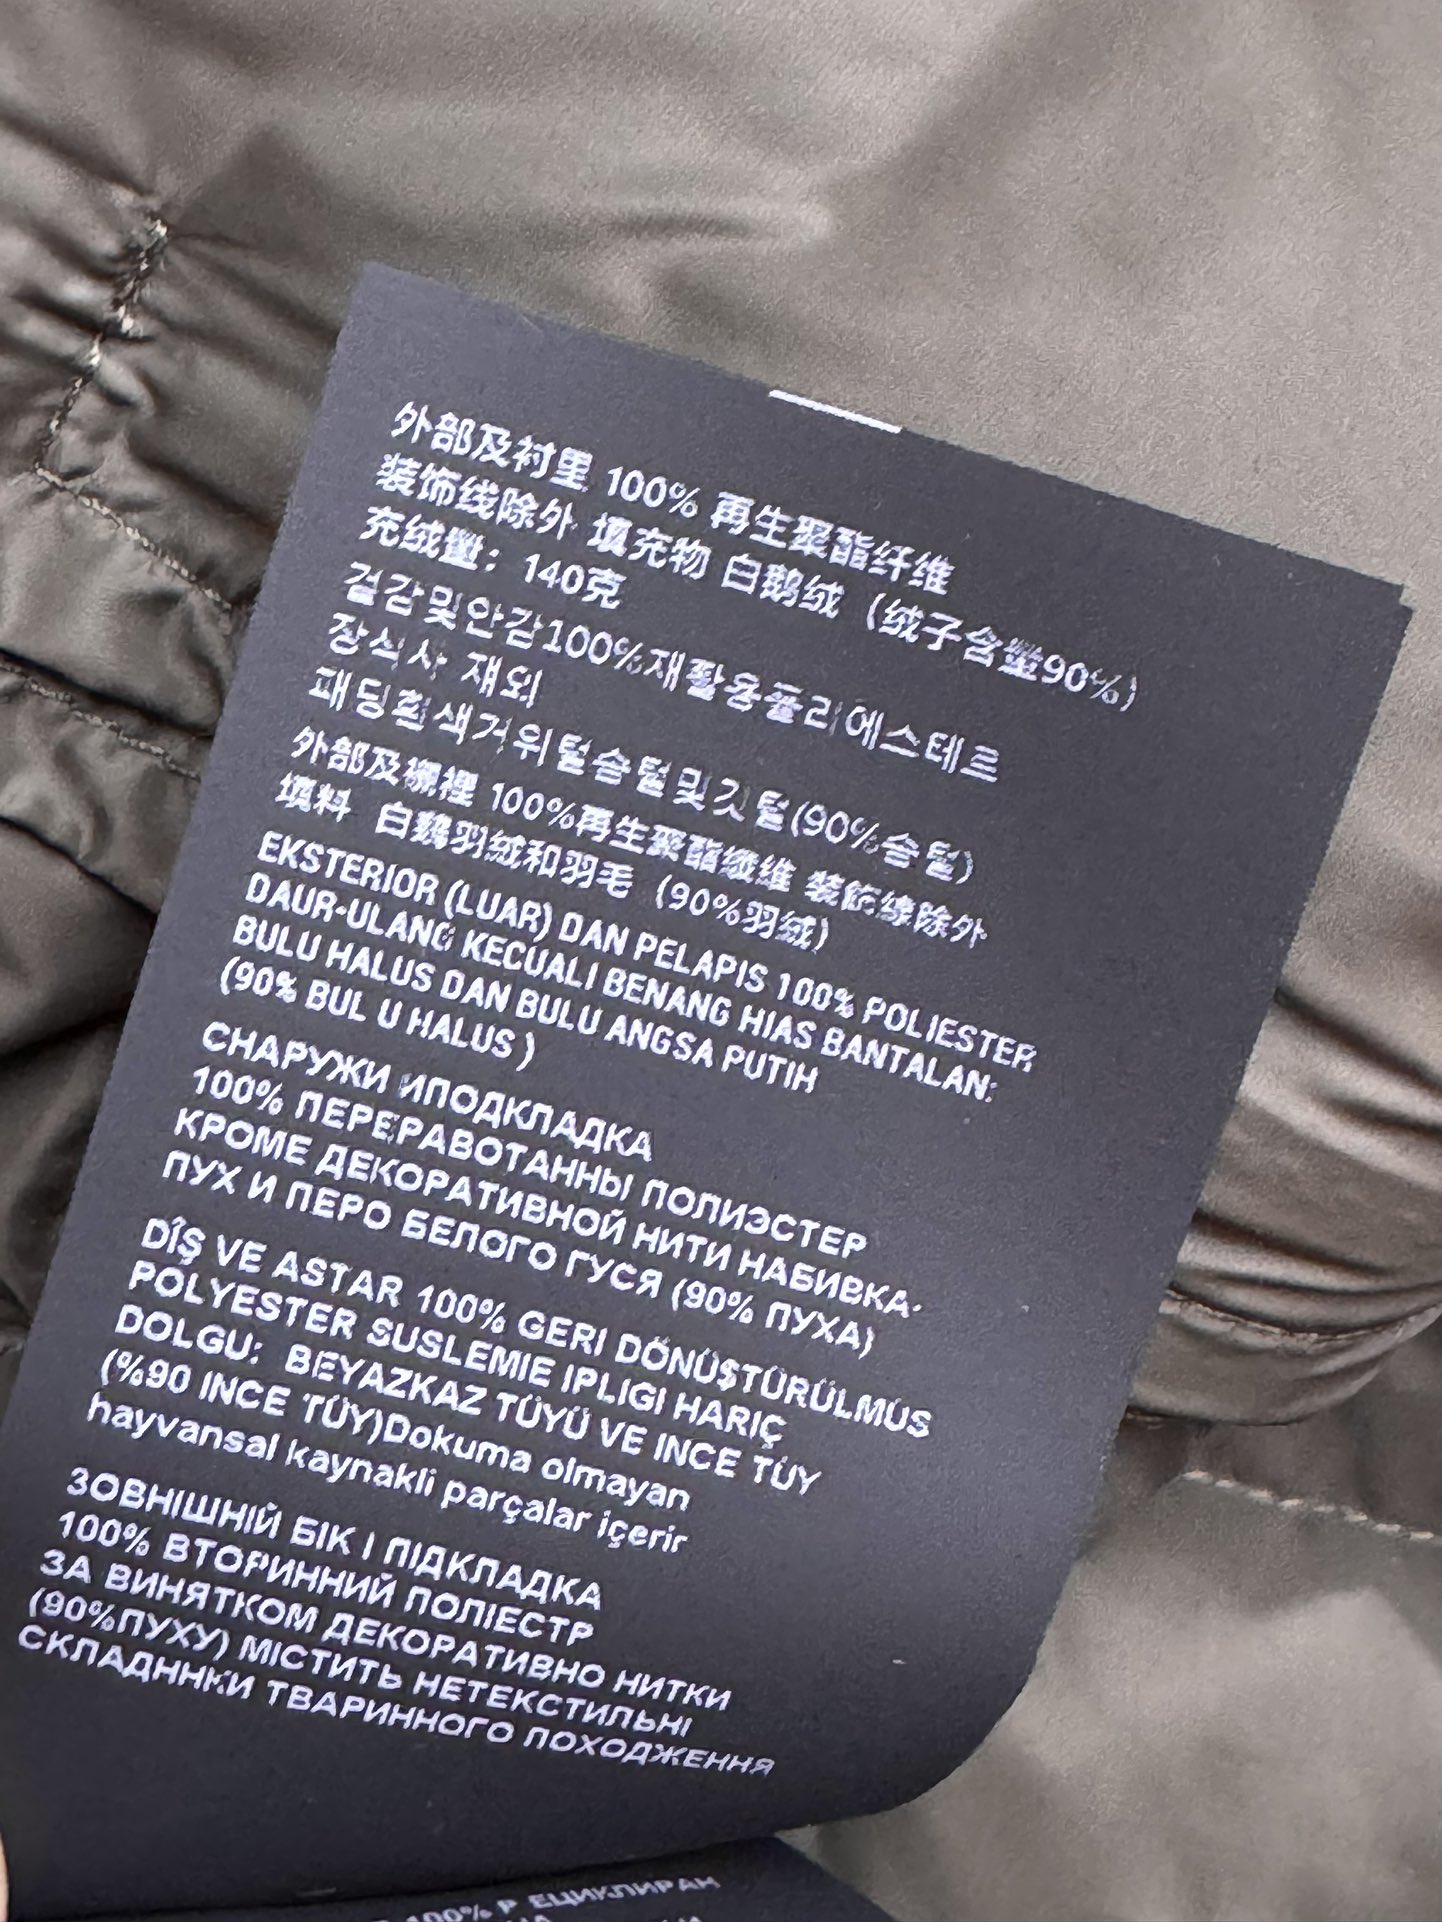 外部及衬里 100% 再生聚酯纤维
装饰线除外 填充物 白鹅绒（绒子含量90%）
充绒量：140克
겉감및안감100%재활용폴리에스테르
장식사 재외
패딩흰색거위털솜털및깃털(90%솜털)
外部及襯裡 100%再生聚酯纖維 裝飾線除外
填料 白鵝羽絨和羽毛（90%羽絨）
EKSTERIOR (LUAR) DAN PELAPIS 100% POLIESTER
DAUR-ULANG KECUALI BENANG HIAS BANTALAN:
BULU HALUS DAN BULU ANGSA PUTIH
(90% BUL U HALUS )
СНАРУЖИ ИПОДКЛАДКА
100% ПЕРЕРАБОТАННЫ ПОЛИЭСТЕР
КРОМЕ ДЕКОРАТИВНОЙ НИТИ НАБИВКА:
ПУХ И ПЕРО БЕЛОГО ГУСЯ (90% ПУХА)
DÎŞ VE ASTAR 100% GERI DÖNÜŞTÜRÜLMÜS
POLYESTER SUSLEMIE IPLIGI HARIÇ
DOLGU: BEYAZKAZ TÜYÜ VE INCE TÜY
(%90 INCE TÜY)Dokuma olmayan
hayvansal kaynakli parçalar içerir
ЗОВНІШНІЙ БІК І ПІДКЛАДКА
100% ВТОРИННИЙ ПОЛІЕСТР
ЗА ВИНЯТКОМ ДЕКОРАТИВНО НИТКИ
(90%ПУХУ) МІСТИТЬ НЕТЕКСТИЛЬНІ
СКЛАДННКИ ТВАРИННОГО ПОХОДЖЕННЯ
100% Р ЕЦИКЛИРАН